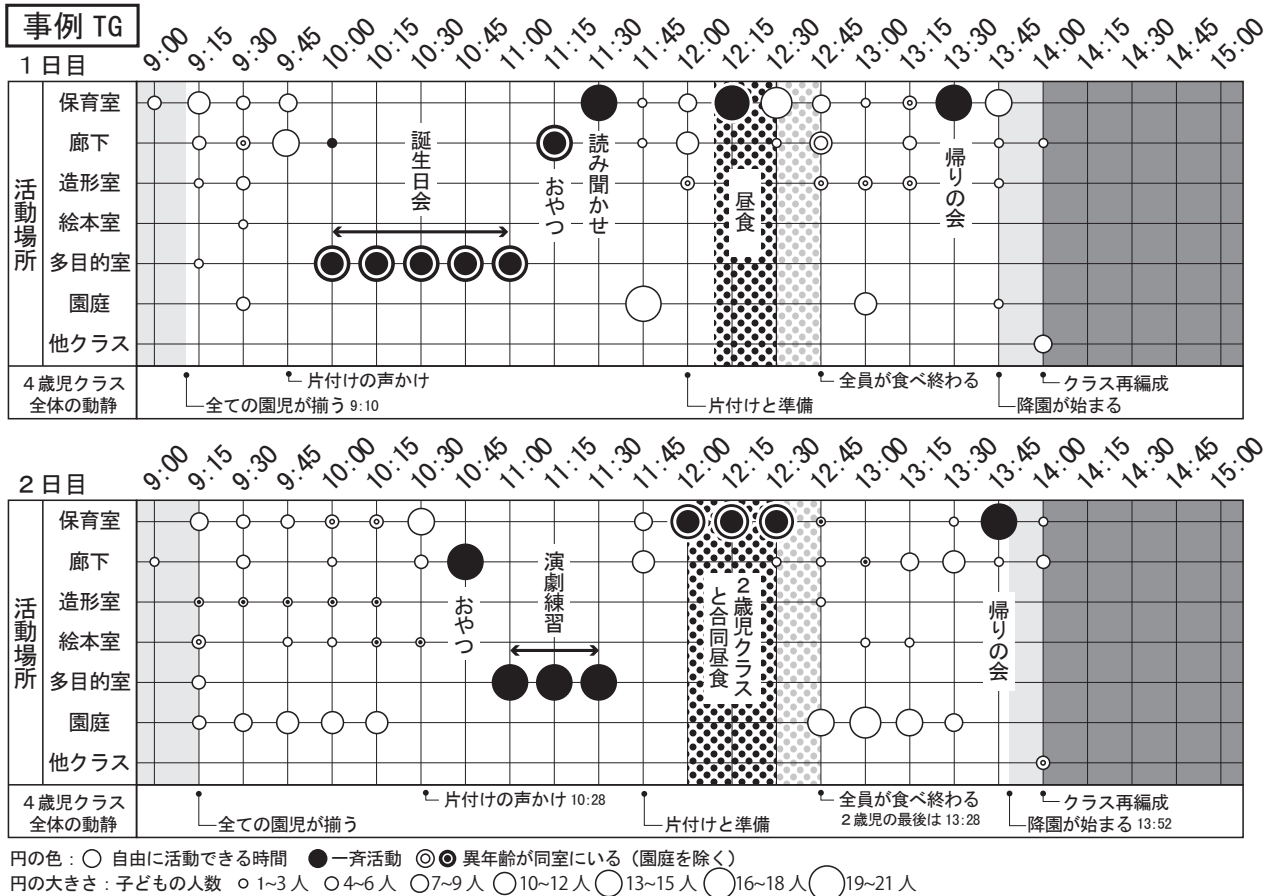 事例 TG
1日目
9:00 9:15 9:30 9:45 10:00 10:15 10:30 10:45 11:00 11:15 11:30 11:45 12:00 12:15 12:30 12:45 13:00 13:15 13:30 13:45 14:00 14:15 14:30 14:45 15:00
活動場所
保育室
廊下
造形室
絵本室
多目的室
園庭
他クラス
誕生日会
おやつ
読み聞かせ
昼食
帰りの会
4歳児クラス
全体の動静
片付けの声かけ
全ての園児が揃う 9:10
片付けと準備
全員が食べ終わる
降園が始まる
クラス再編成
2日目
9:00 9:15 9:30 9:45 10:00 10:15 10:30 10:45 11:00 11:15 11:30 11:45 12:00 12:15 12:30 12:45 13:00 13:15 13:30 13:45 14:00 14:15 14:30 14:45 15:00
活動場所
保育室
廊下
造形室
絵本室
多目的室
園庭
他クラス
おやつ
演劇練習
2歳児クラス
と合同昼食
帰りの会
4歳児クラス
全体の動静
全ての園児が揃う
片付けの声かけ 10:28
片付けと準備
全員が食べ終わる
2歳児の最後は 13:28
クラス再編成
降園が始まる 13:52
円の色:○ 自由に活動できる時間 ●一斉活動 ◎◉ 異年齢が同室にいる(園庭を除く)
円の大きさ:子どもの人数 ○ 1~3人 ○4~6人 ○7~9人 ○10~12人 ○13~15人 ○16~18人 ○19~21人